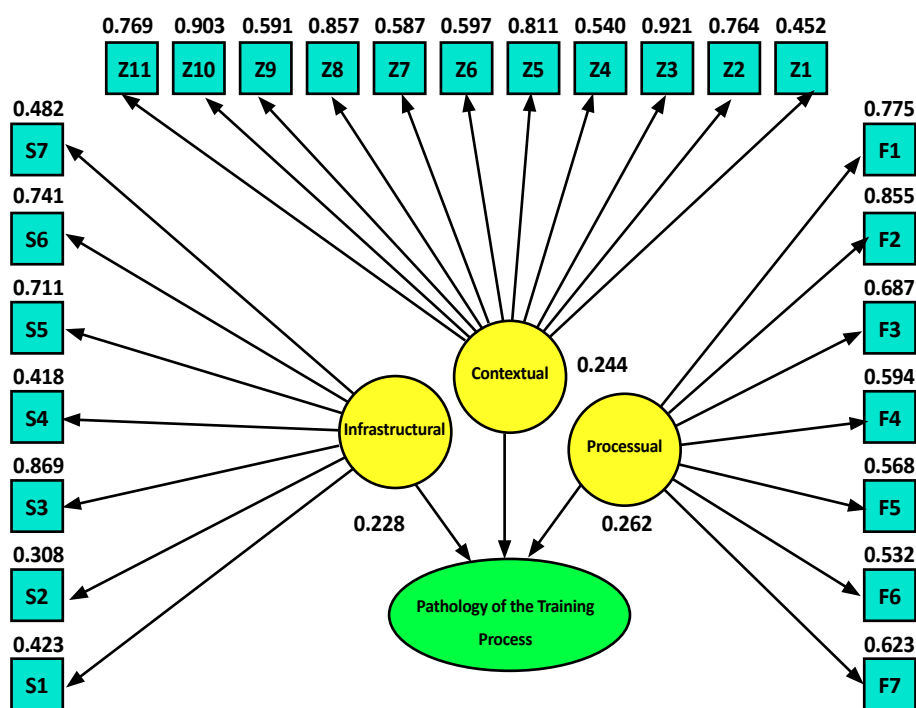 0.769 0.903 0.591 0.857 0.587 0.597 0.811 0.540 0.921 0.764 0.452
Z11 Z10 Z9 Z8 Z7 Z6 Z5 Z4 Z3 Z2 Z1
0.482
S7
0.741
S6
0.711
S5
0.418
S4
0.869
S3
0.308
S2
0.423
S1
Infrastructural
0.228
Contextual
0.244
Processual
0.262
Pathology of the Training
Process
0.775
F1
0.855
F2
0.687
F3
0.594
F4
0.568
F5
0.532
F6
0.623
F7